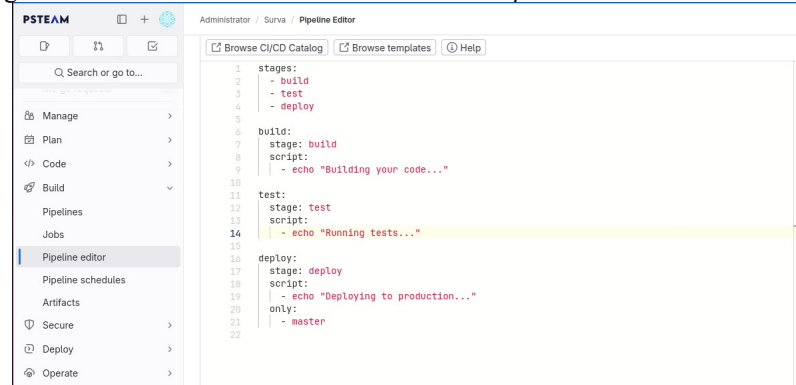 PSTEAM
Administrator / Surva / Pipeline Editor
Browse CI/CD Catalog
Browse templates
Help
Search or go to...
Manage
Plan
Code
Build
Pipelines
Jobs
Pipeline editor
Pipeline schedules
Artifacts
Secure
Deploy
Operate
1 stages:
2 - build
3 - test
4 - deploy
5
6 build:
7 stage: build
8 script:
9 - echo "Building your code..."
10
11 test:
12 stage: test
13 script:
14 - echo "Running tests..."
15
16 deploy:
17 stage: deploy
18 script:
19 - echo "Deploying to production..."
20 only:
21 - master
22